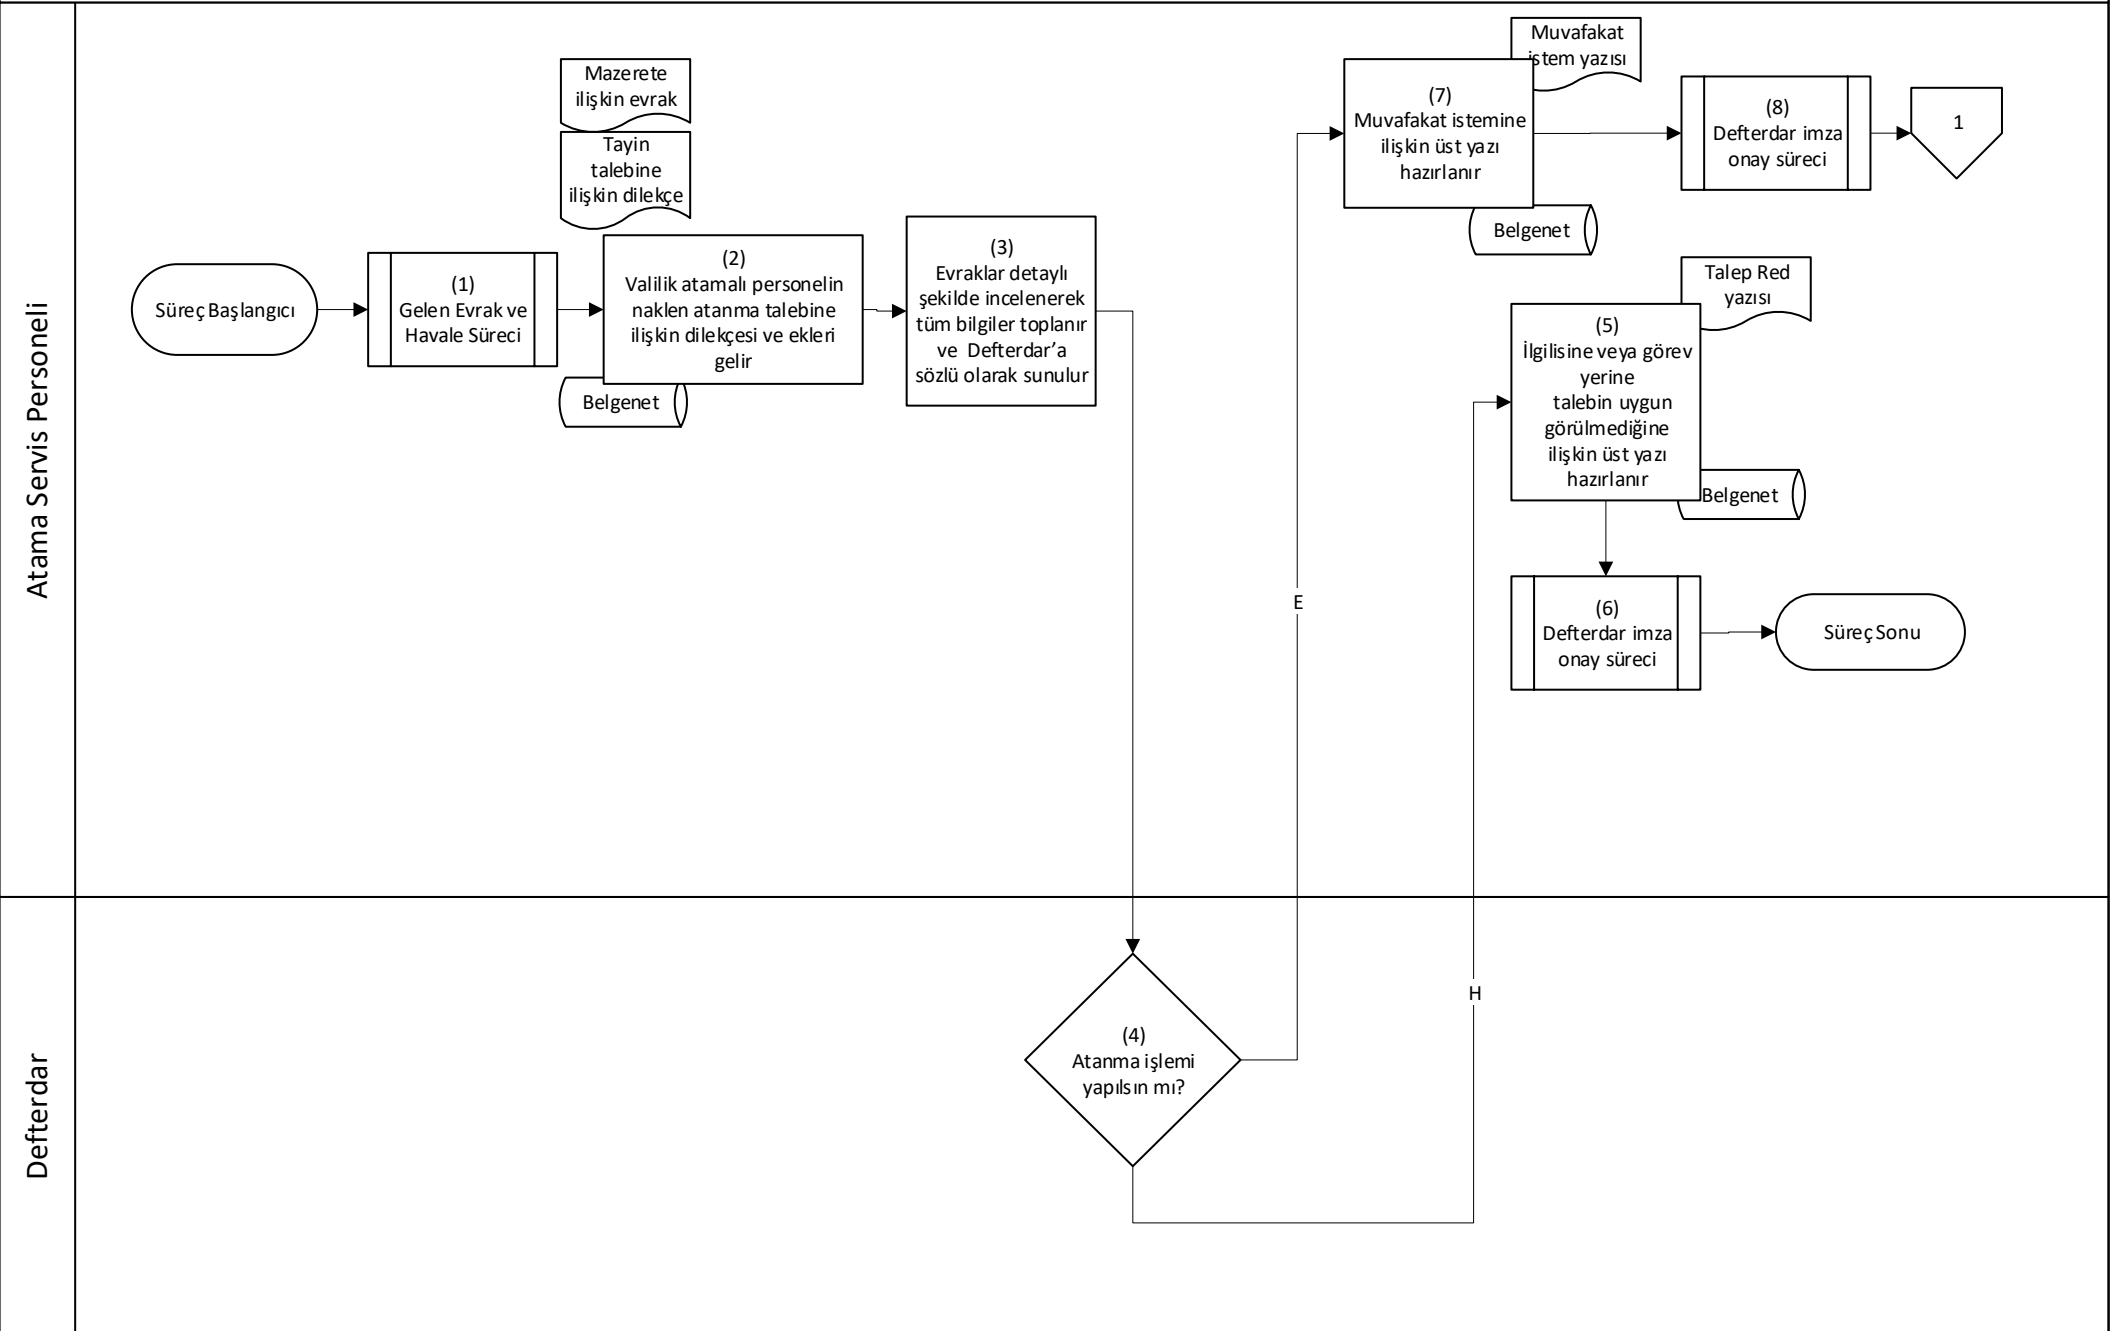 Atama Servis Personeli
Süreç Başlangıcı
(1)
Gelen Evrak ve
Havale Süreci
Mazerete
ilişkin evrak
Tayin
talebine
ilişkin dilekçe
(2)
Valilik atamalı personelin
naklen atanma talebine
ilişkin dilekçesi ve ekleri
gelir
Belgenet
(3)
Evraklar detaylı
şekilde incelenerek
tüm bilgiler toplanır
ve Defterdar’a
sözlü olarak sunulur
Muvafakat
istem yazısı
(7)
Muvafakat istemine
ilişkin üst yazı
hazırlanır
Belgenet
(8)
Defterdar imza
onay süreci
1
Talep Red
yazısı
(5)
İlgilisine veya görev
yerine
talebin uygun
görülmediğine
ilişkin üst yazı
hazırlanır
Belgenet
(6)
Defterdar imza
onay süreci
Süreç Sonu
E
H
Defterdar
(4)
Atanma işlemi
yapılsın mı?